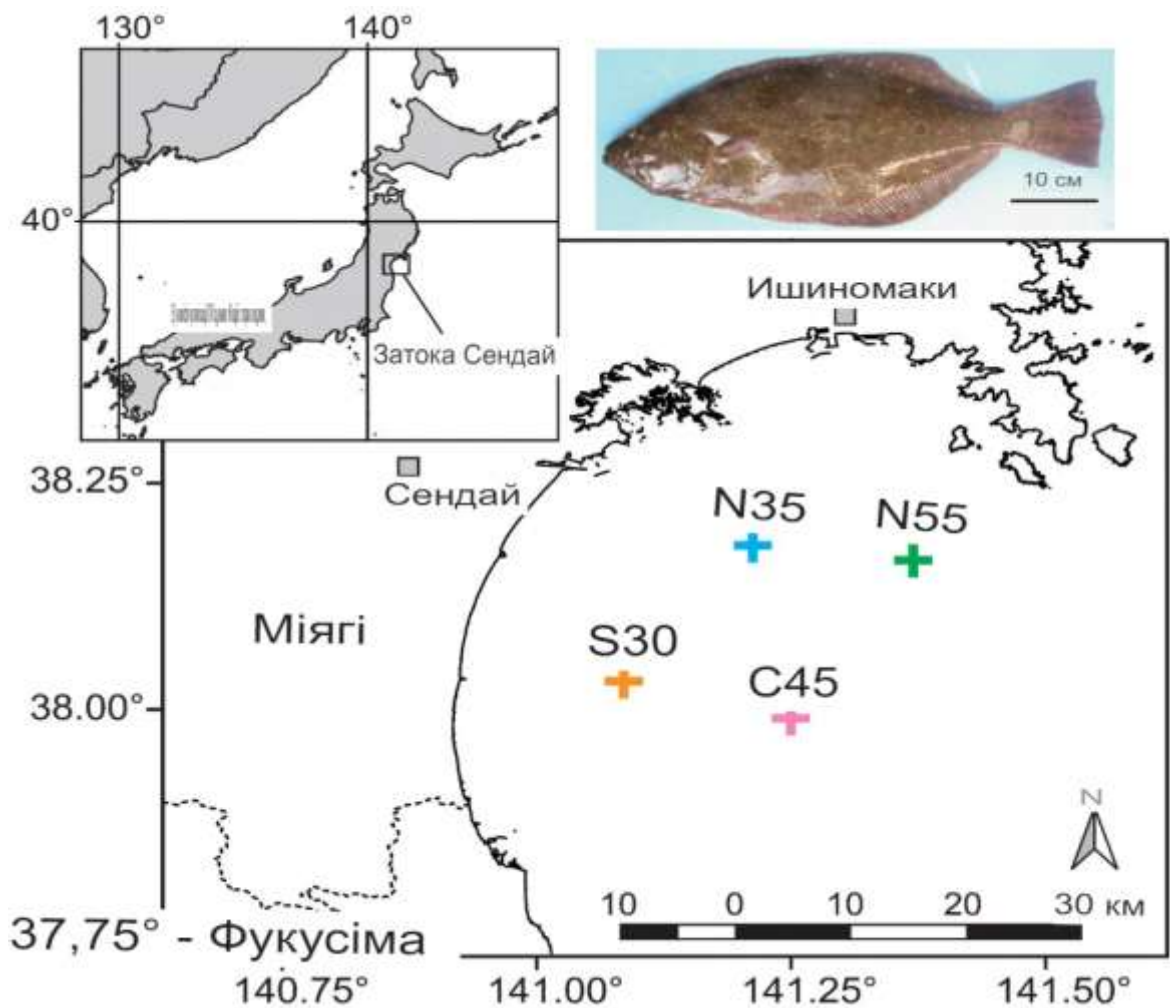 130°
140°
10 см
40°
Затока Сендай
Ишиномаки
38.25°
Сендай
N35
N55
Міягі
S30
C45
38.00°
N
10 0 10 20 30 км
37,75° - Фукусіма
140.75° 141.00° 141.25° 141.50°